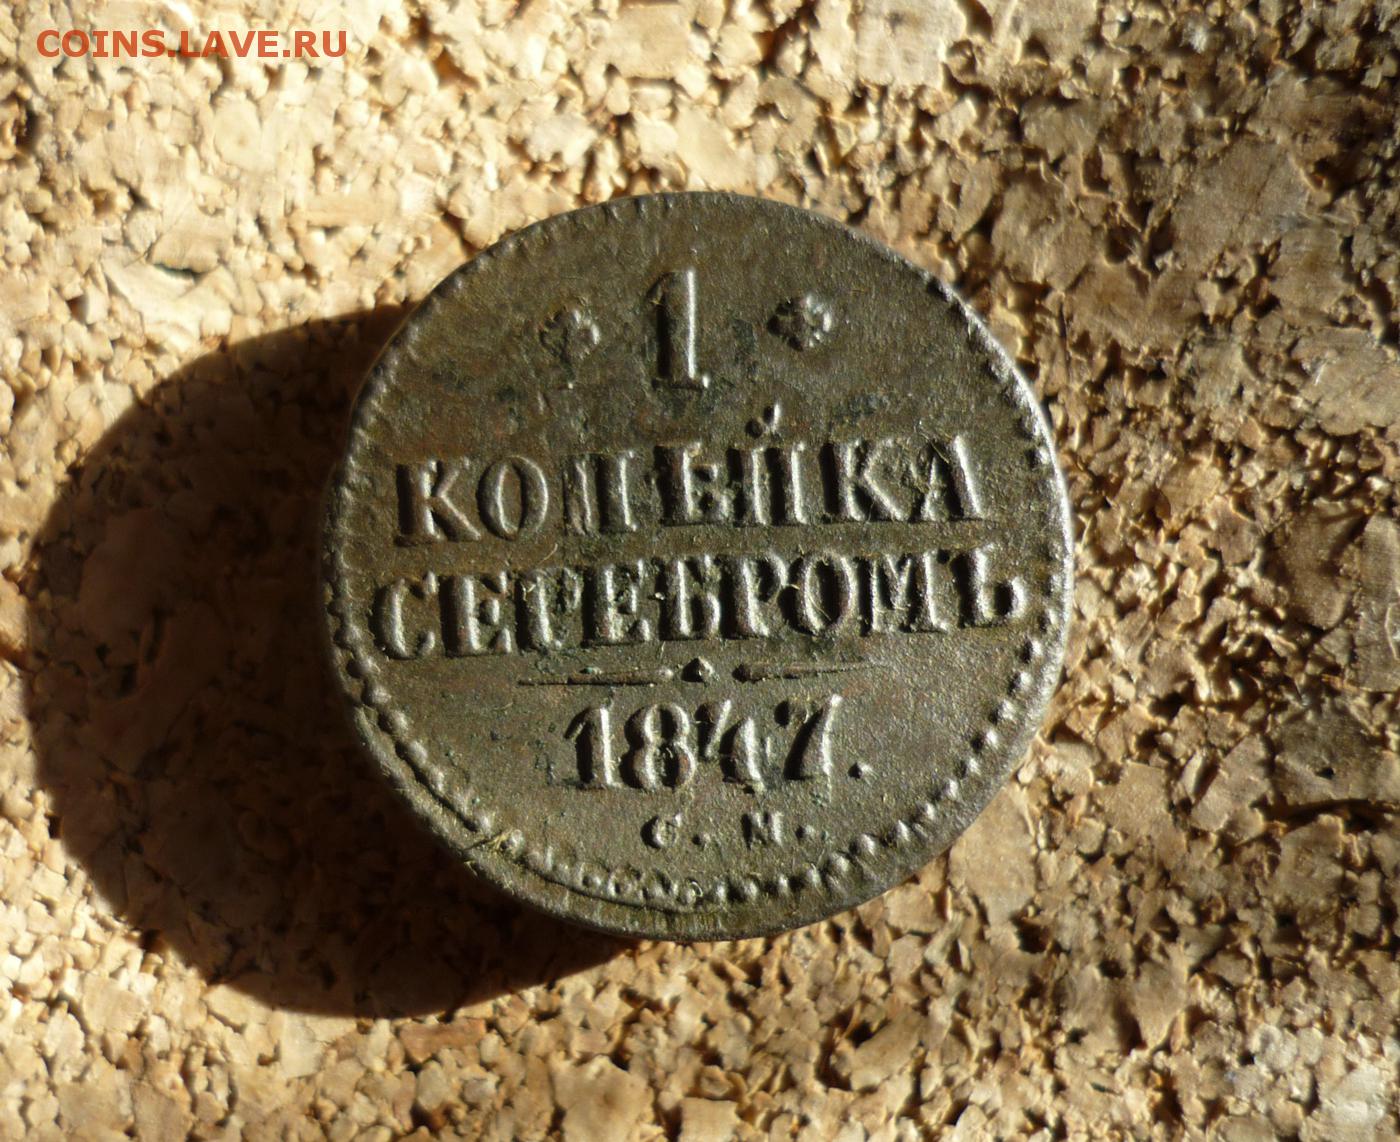 COINS.LAVE.RU
1
КОПѢЙКА
СЕРЕБРОМЪ
1847.
С. М.